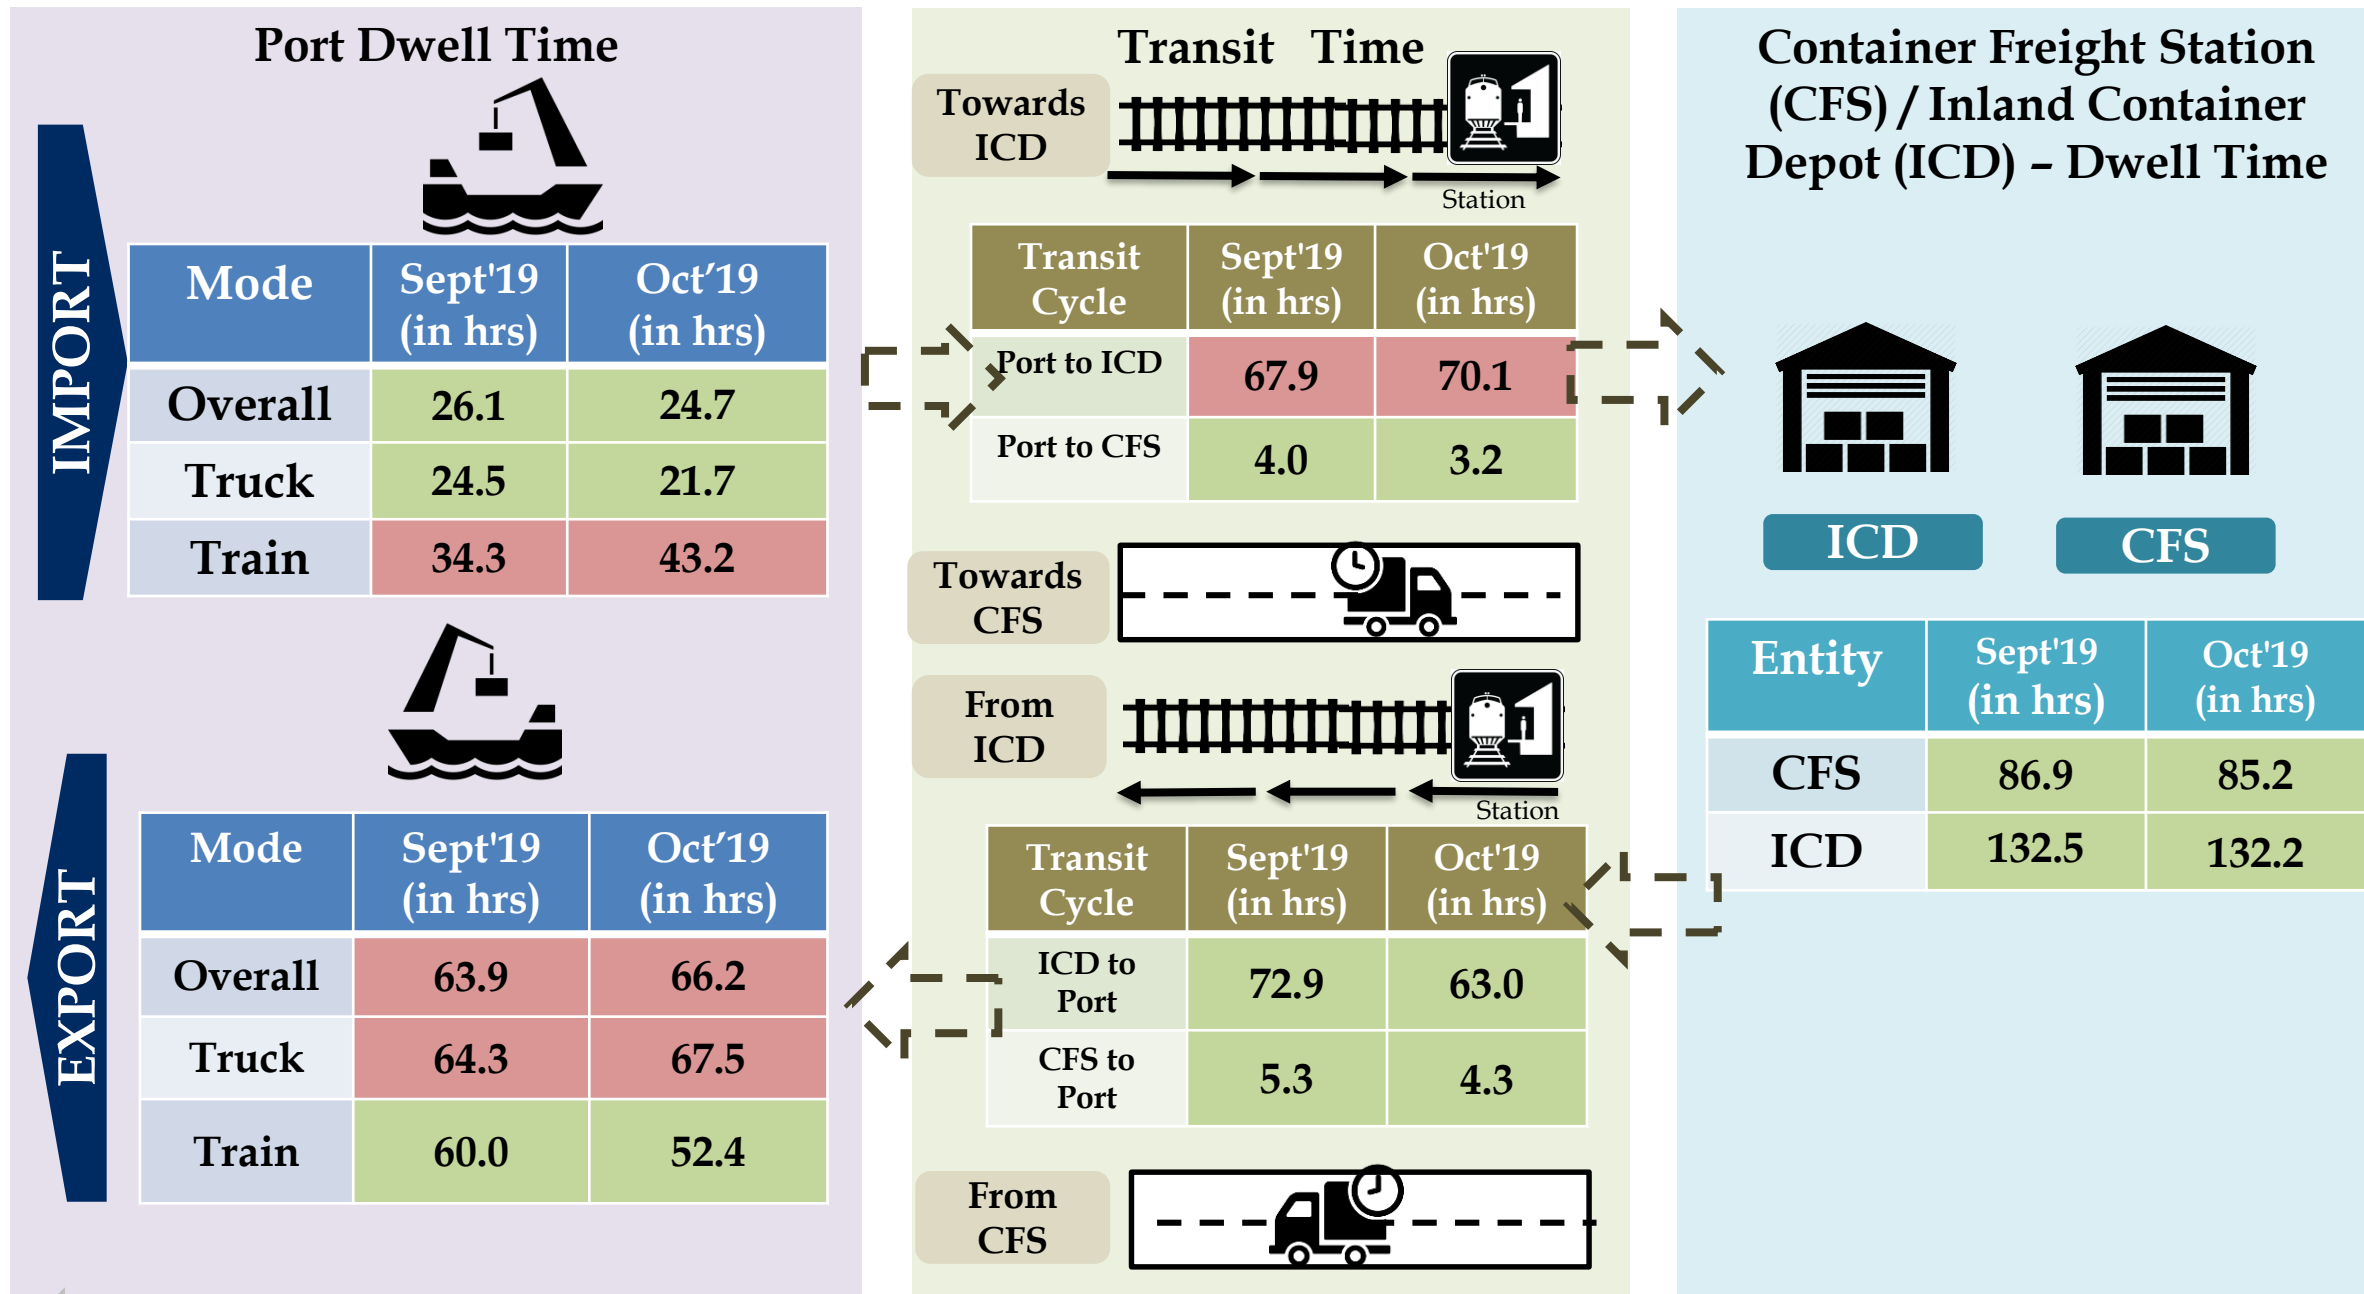 Port Dwell Time
IMPORT
Mode Sept'19 (in hrs) Oct’19 (in hrs)
Overall 26.1 24.7
Truck 24.5 21.7
Train 34.3 43.2
EXPORT
Mode Sept'19 (in hrs) Oct’19 (in hrs)
Overall 63.9 66.2
Truck 64.3 67.5
Train 60.0 52.4
Transit Time
Towards
ICD
Station
Transit Cycle Sept'19 (in hrs) Oct'19 (in hrs)
Port to ICD 67.9 70.1
Port to CFS 4.0 3.2
Towards
CFS
From
ICD
Station
Transit Cycle Sept'19 (in hrs) Oct'19 (in hrs)
ICD to Port 72.9 63.0
CFS to Port 5.3 4.3
From
CFS
Container Freight Station
(CFS) / Inland Container
Depot (ICD) – Dwell Time
ICD CFS
Entity Sept'19 (in hrs) Oct'19 (in hrs)
CFS 86.9 85.2
ICD 132.5 132.2